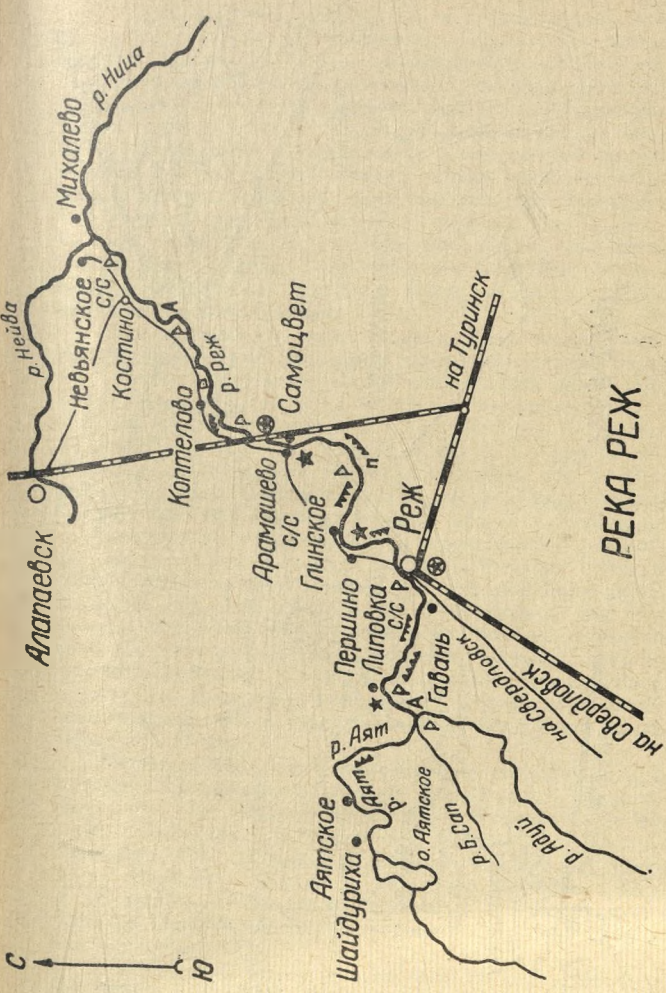 РЕКА РЕЖ
С
Ю
Алапаевск
р. Нейва
Невьянское
с/с
Костино
Михалево
р. Ница
Коптелово
р. Реж
А
Самоцвет
Арамашево
с/с
Глинское
П
Реж
на Туринск
Першино
Липовка
с/с
Гавань
А
на Свердловск
на Свердловск
р. Аят
р. Аять
Аятское
Шайдуриха
о. Аятское
р. Б. Сап
р. Адуй